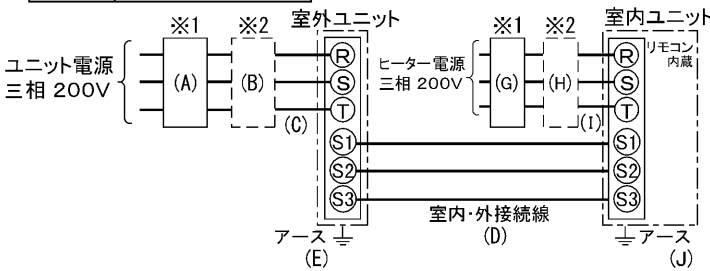 ※1 ※2 室外ユニット ※1 ※2 室内ユニット
ユニット電源
三相 200V
(A) (B) (C)
R
S
T
S1
S2
S3
ヒーター電源
三相 200V
(G) (H) (I)
R
S
T
S1
S2
S3
リモコン
内蔵
室内・外接続線
(D)
アース
(E)
アース
(J)